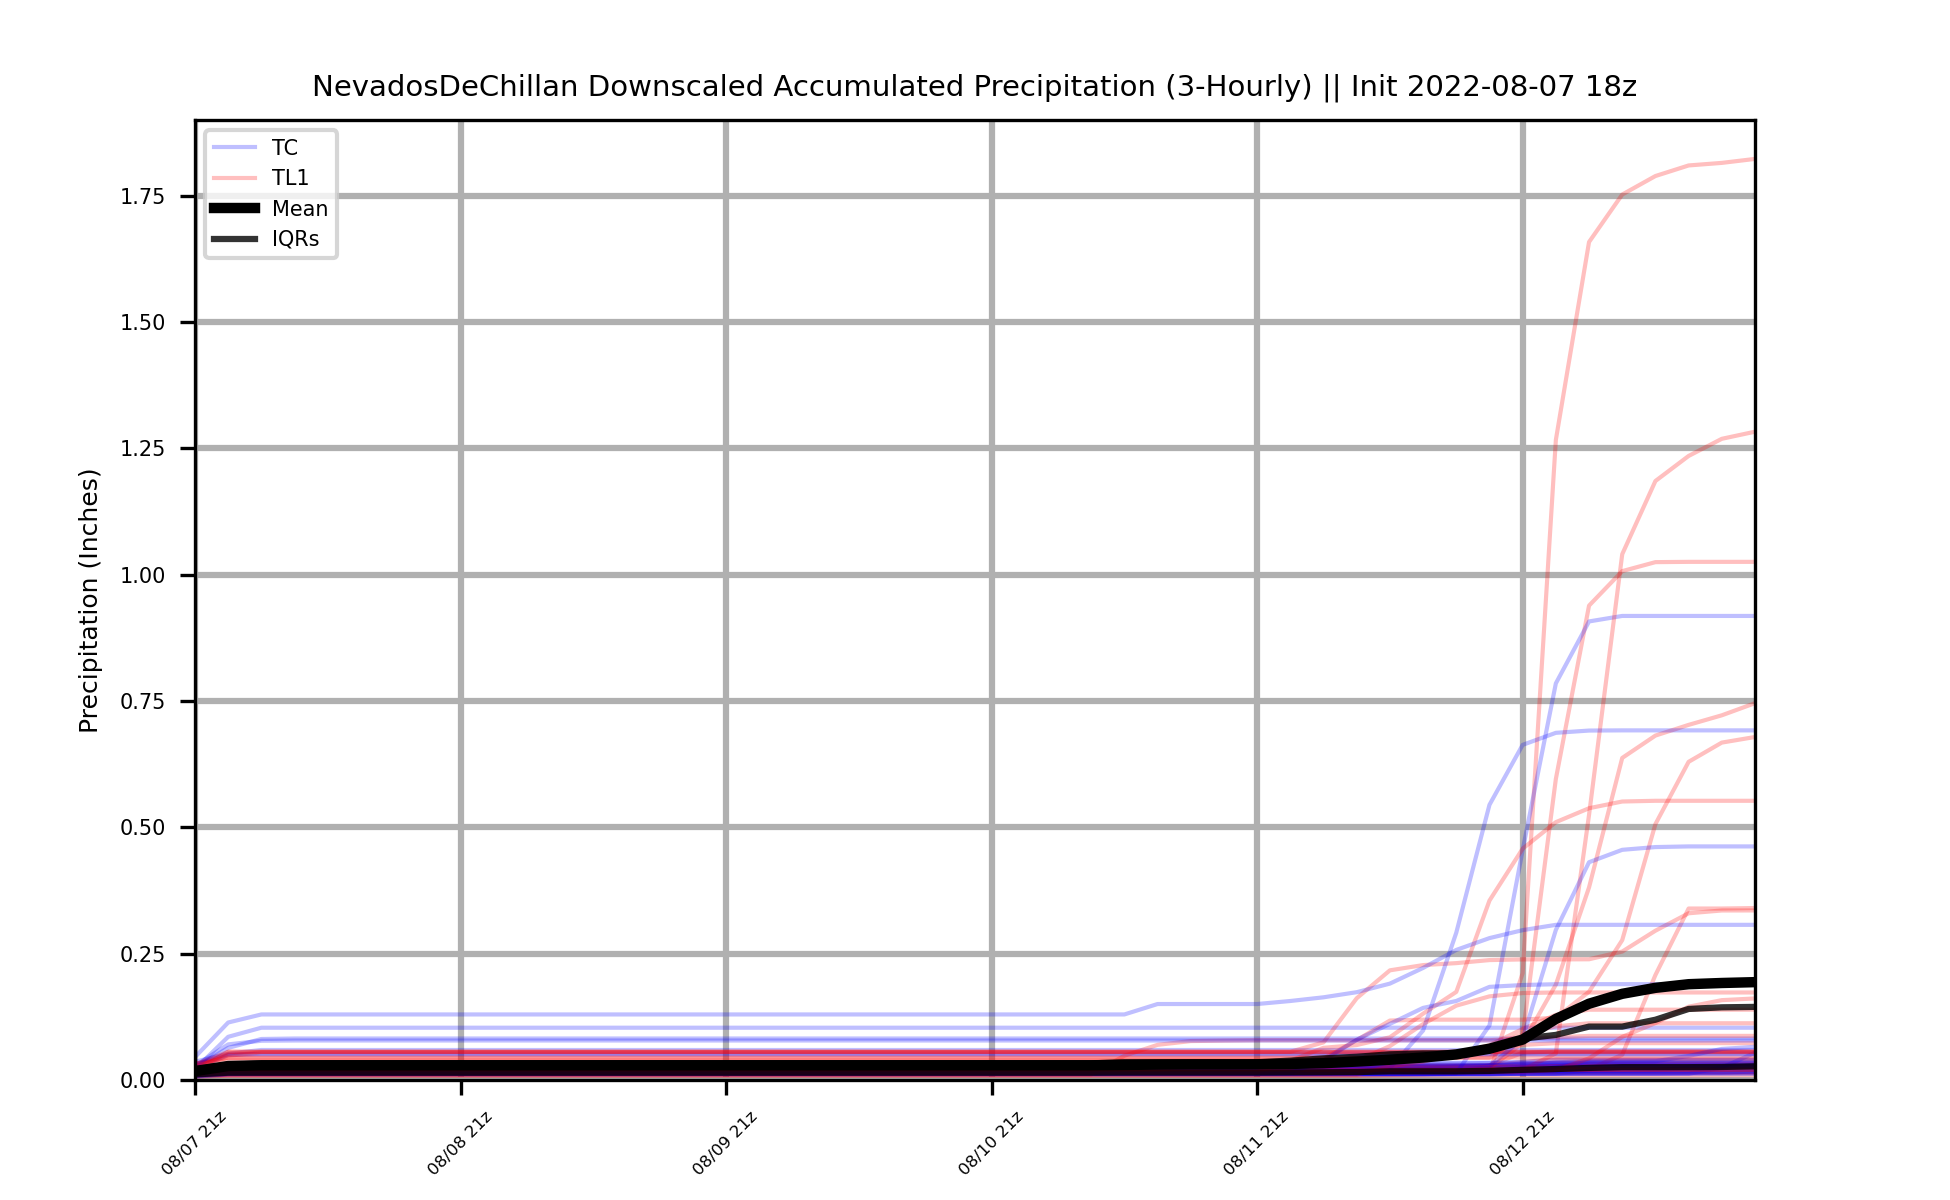 NevadosDeChillan Downscaled Accumulated Precipitation (3-Hourly) || Init 2022-08-07 18z
TC
TL1
Mean
IQRs
Precipitation (Inches)
1.75
1.50
1.25
1.00
0.75
0.50
0.25
0.00
08/07 21z
08/08 21z
08/09 21z
08/10 21z
08/11 21z
08/12 21z